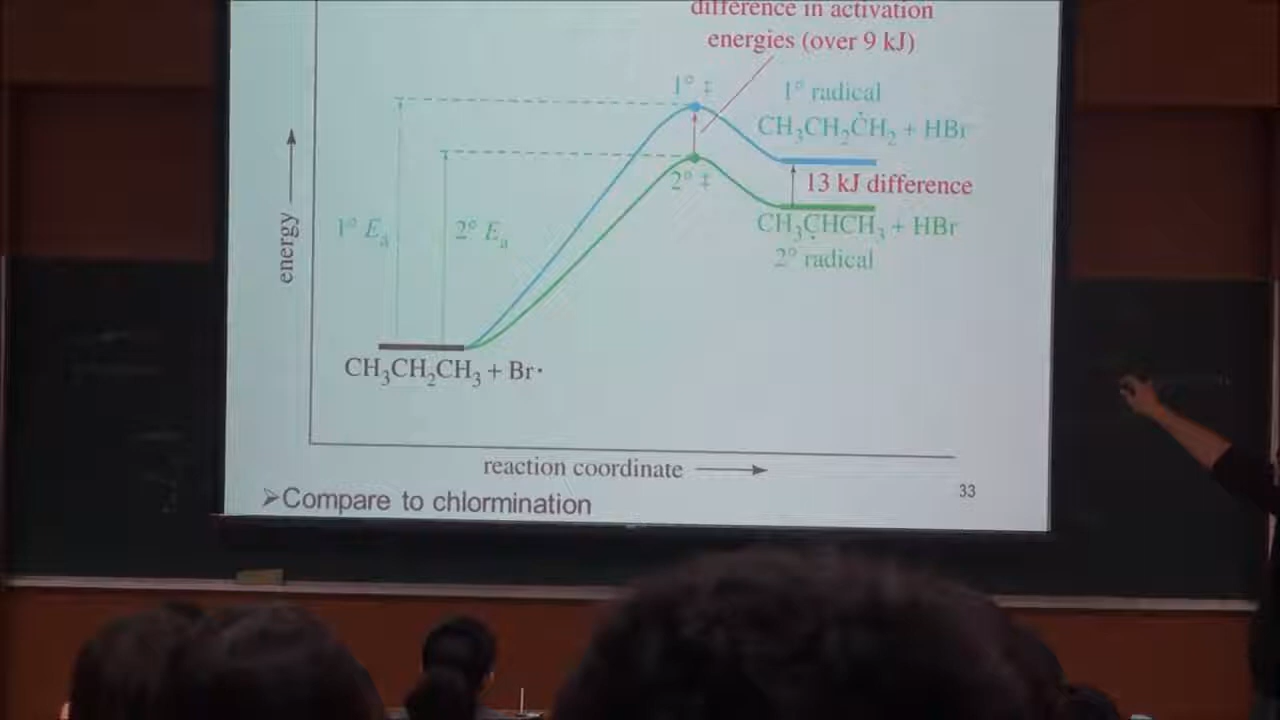 difference in activation
energies (over 9 kJ)
1° ‡
1° radical
CH₃CH₂ĊH₂ + HBr
13 kJ difference
2° ‡
CH₃ĊHCH₃ + HBr
2° radical
1° Eₐ
2° Eₐ
energy
CH₃CH₂CH₃ + Br·
reaction coordinate
33
➢Compare to chlormination